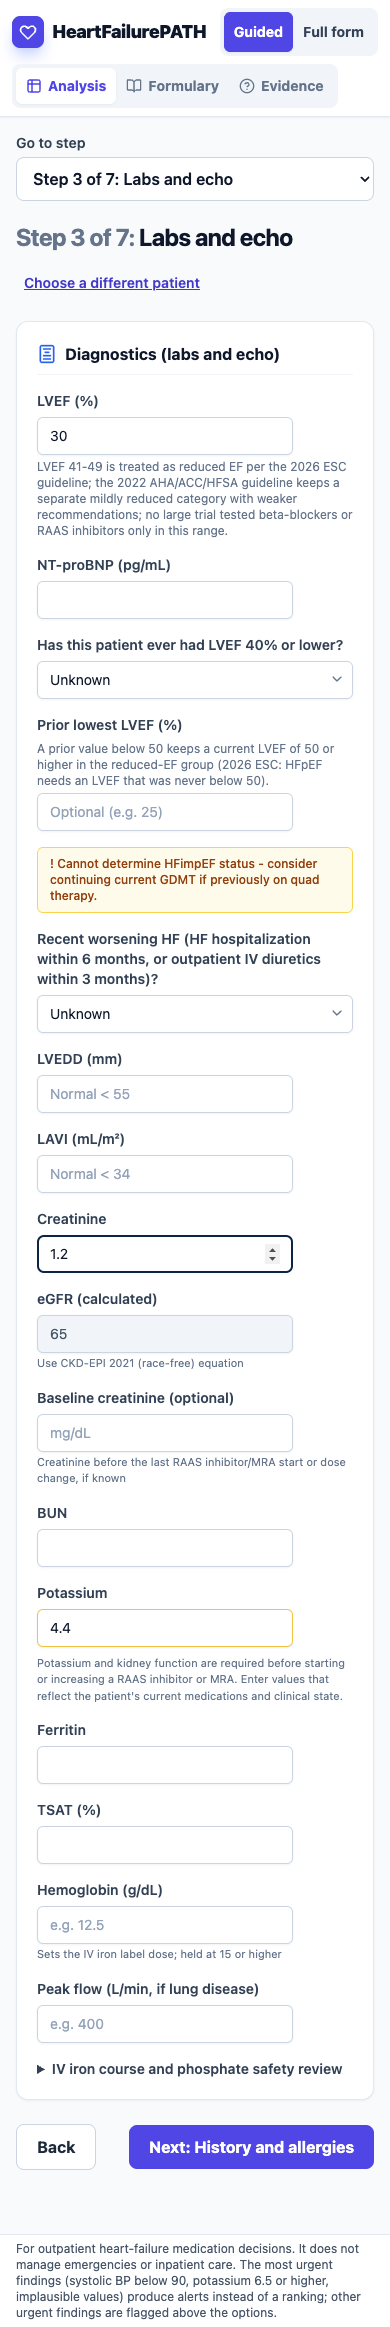 HeartFailurePATH
Guided
Full form
Analysis
Formulary
Evidence
Go to step
Step 3 of 7: Labs and echo
Step 3 of 7: Labs and echo
Choose a different patient
Diagnostics (labs and echo)
LVEF (%)
30
LVEF 41-49 is treated as reduced EF per the 2026 ESC
guideline; the 2022 AHA/ACC/HFSA guideline keeps a
separate mildly reduced category with weaker
recommendations; no large trial tested beta-blockers or
RAAS inhibitors only in this range.
NT-proBNP (pg/mL)
Has this patient ever had LVEF 40% or lower?
Unknown
Prior lowest LVEF (%)
A prior value below 50 keeps a current LVEF of 50 or
higher in the reduced-EF group (2026 ESC: HFpEF
needs an LVEF that was never below 50).
Optional (e.g. 25)
! Cannot determine HFimpEF status - consider
continuing current GDMT if previously on quad
therapy.
Recent worsening HF (HF hospitalization
within 6 months, or outpatient IV diuretics
within 3 months)?
Unknown
LVEDD (mm)
Normal < 55
LAVI (mL/m²)
Normal < 34
Creatinine
1.2
eGFR (calculated)
65
Use CKD-EPI 2021 (race-free) equation
Baseline creatinine (optional)
mg/dL
Creatinine before the last RAAS inhibitor/MRA start or dose
change, if known
BUN
Potassium
4.4
Potassium and kidney function are required before starting
or increasing a RAAS inhibitor or MRA. Enter values that
reflect the patient's current medications and clinical state.
Ferritin
TSAT (%)
Hemoglobin (g/dL)
e.g. 12.5
Sets the IV iron label dose; held at 15 or higher
Peak flow (L/min, if lung disease)
e.g. 400
IV iron course and phosphate safety review
Back
Next: History and allergies
For outpatient heart-failure medication decisions. It does not
manage emergencies or inpatient care. The most urgent
findings (systolic BP below 90, potassium 6.5 or higher,
implausible values) produce alerts instead of a ranking; other
urgent findings are flagged above the options.